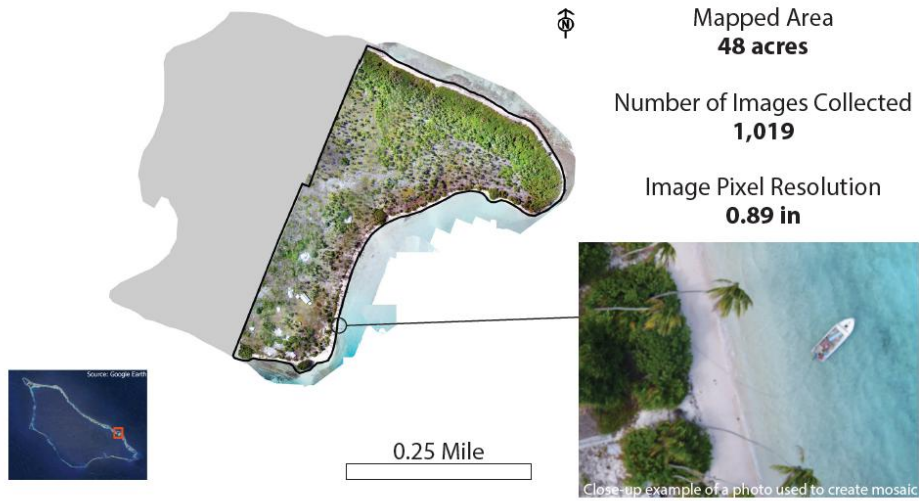 N
Mapped Area
48 acres
Number of Images Collected
1,019
Image Pixel Resolution
0.89 in
Source: Google Earth
0.25 Mile
Close-up example of a photo used to create mosaic